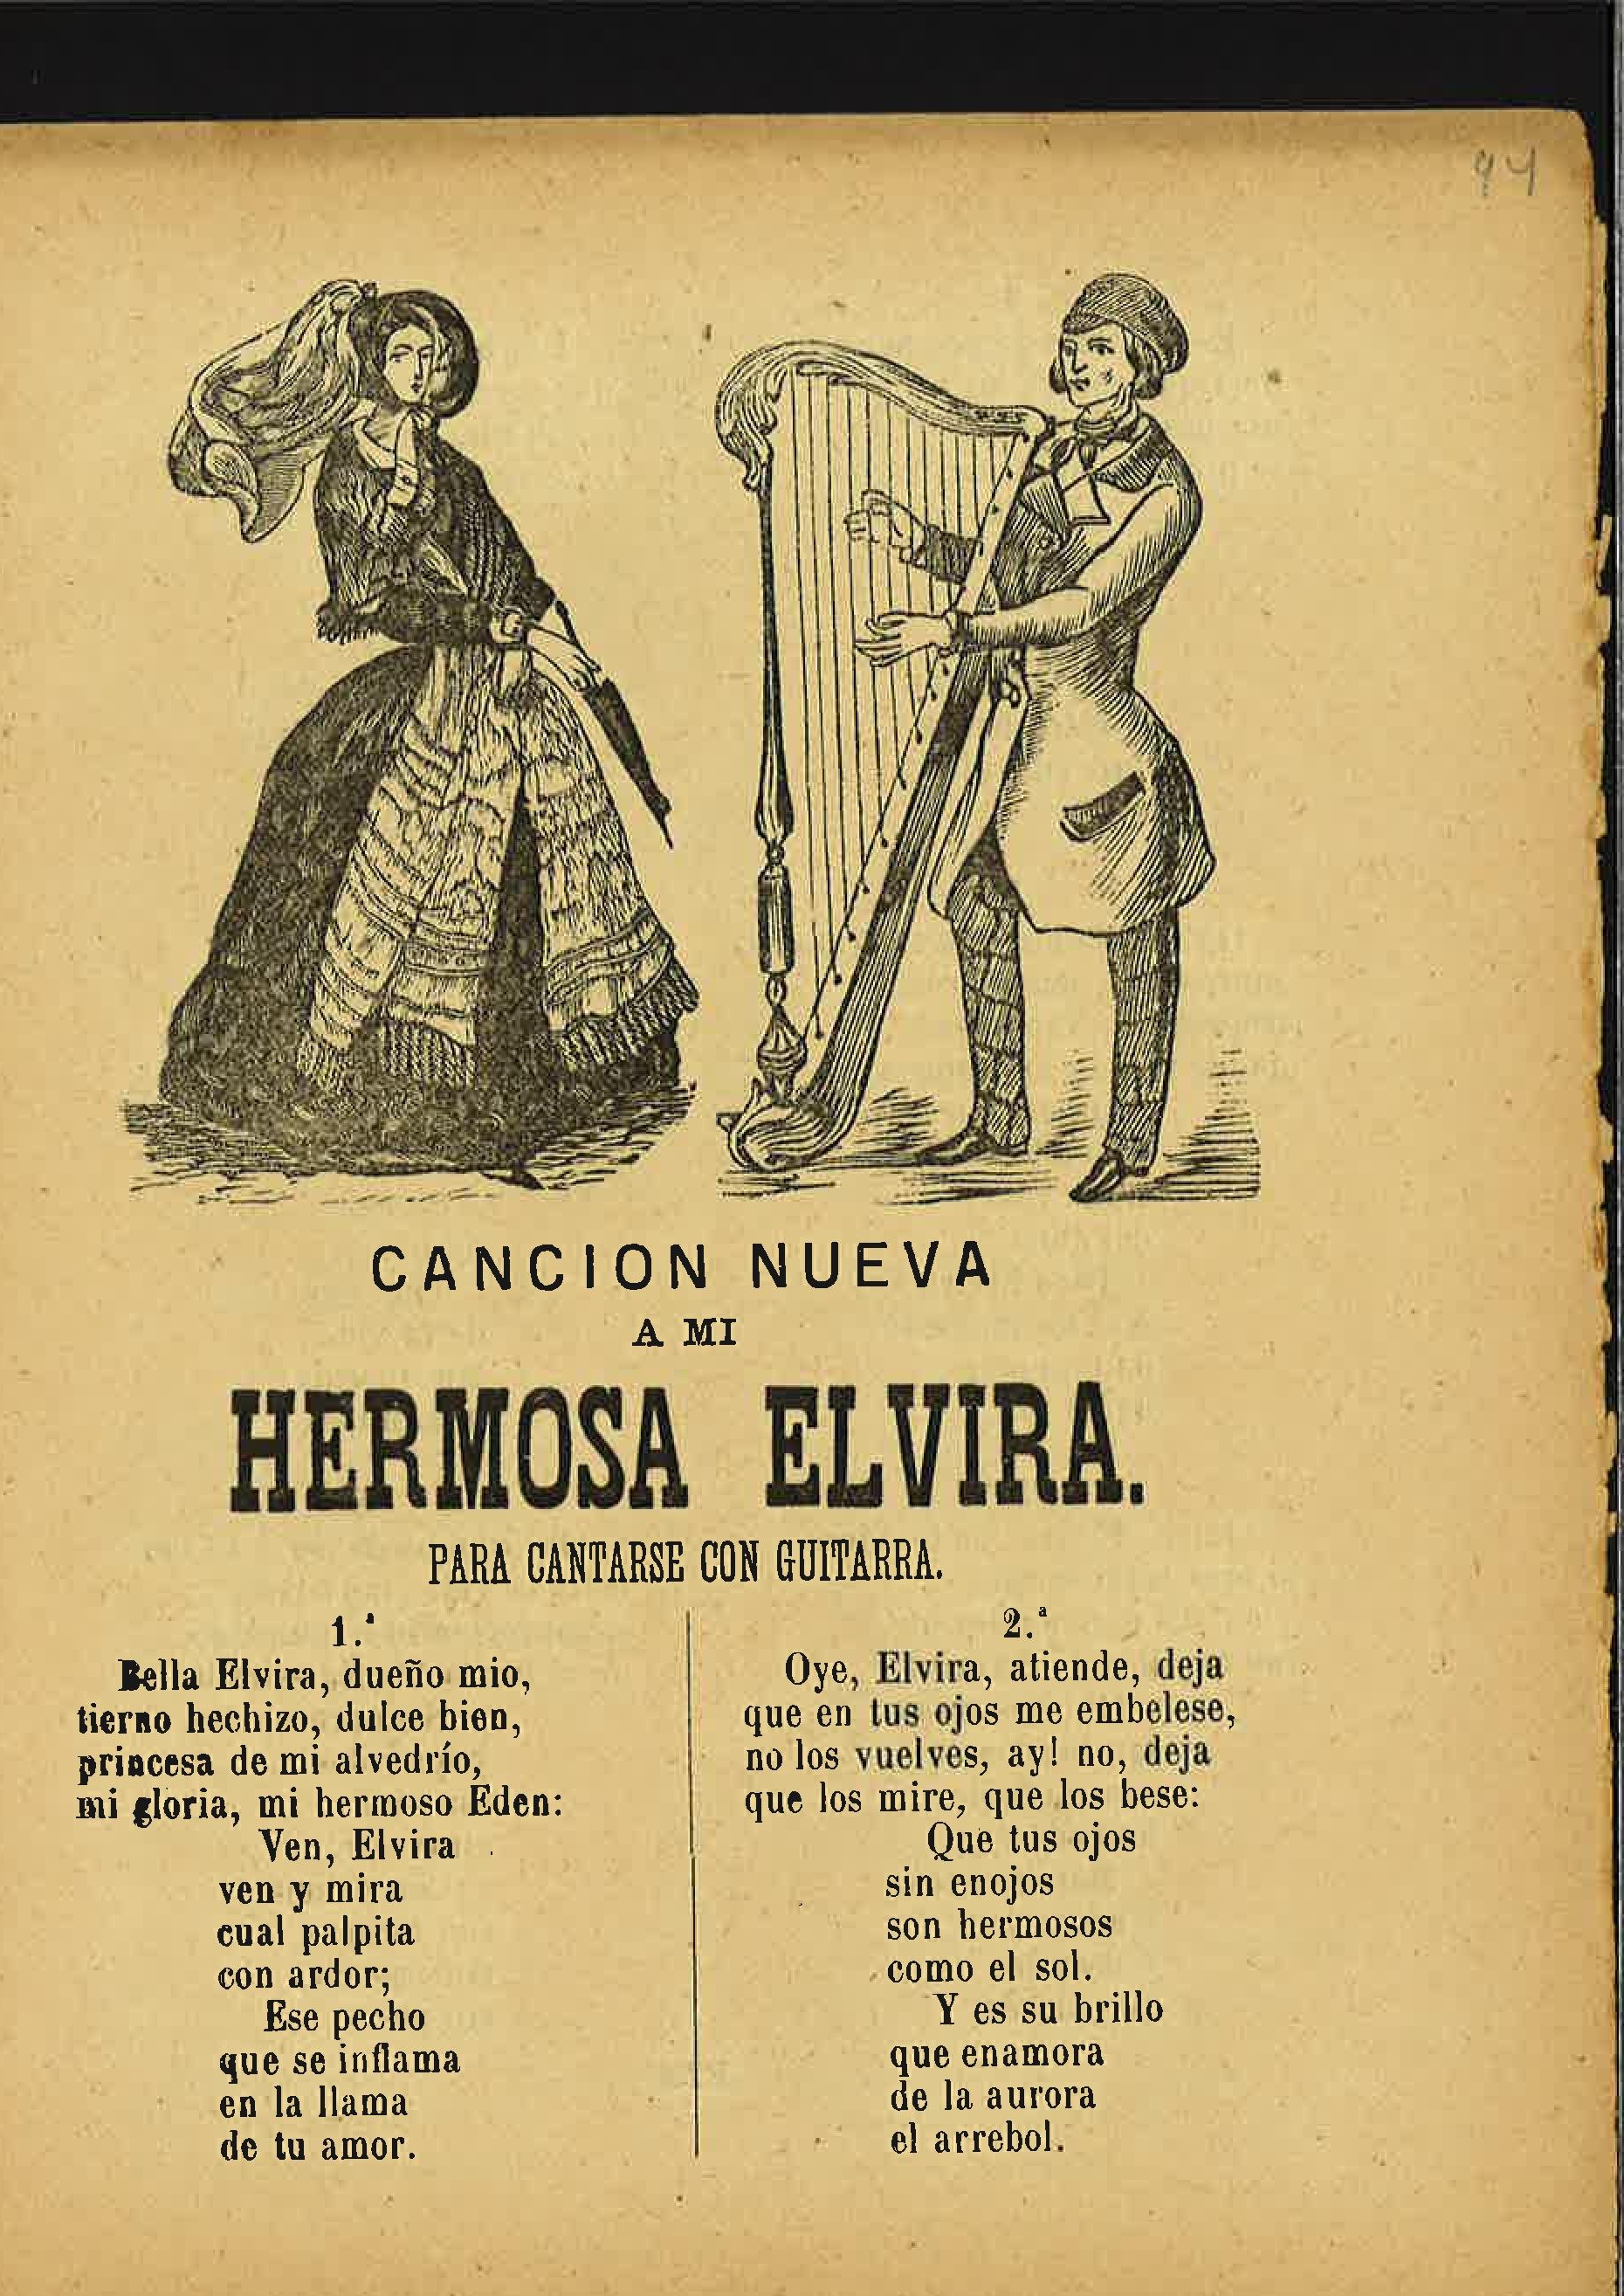 94
CANCION NUEVA
A MI
HERMOSA ELVIRA.
PARA CANTARSE CON GUITARRA.
1.ª
Bella Elvira, dueño mio,
tierno hechizo, dulce bien,
princesa de mi alvedrío,
mi gloria, mi hermoso Eden:
Ven, Elvira
ven y mira
cual palpita
con ardor;
Ese pecho
que se inflama
en la llama
de tu amor.
2.ª
Oye, Elvira, atiende, deja
que en tus ojos me embelese,
no los vuelves, ay! no, deja
que los mire, que los bese:
Que tus ojos
sin enojos
son hermosos
como el sol.
Y es su brillo
que enamora
de la aurora
el arrebol.